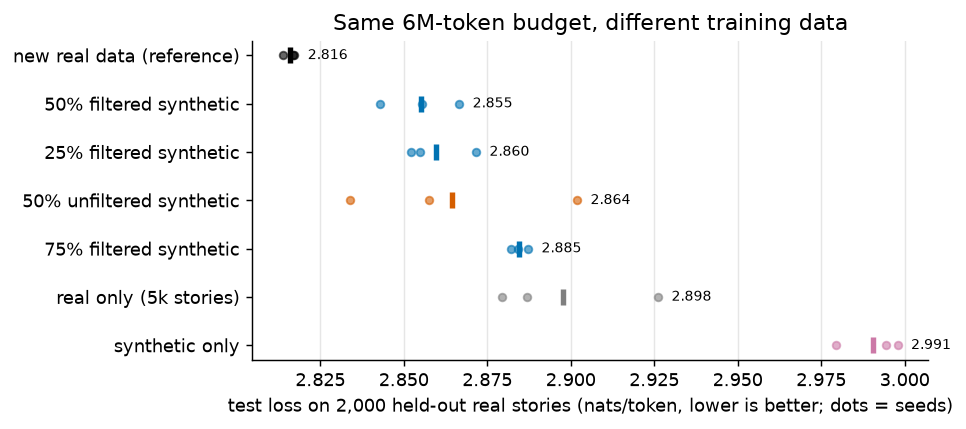 Same 6M-token budget, different training data
new real data (reference)
2.816
50% filtered synthetic
2.855
25% filtered synthetic
2.860
50% unfiltered synthetic
2.864
75% filtered synthetic
2.885
real only (5k stories)
2.898
synthetic only
2.991
2.825 2.850 2.875 2.900 2.925 2.950 2.975 3.000
test loss on 2,000 held-out real stories (nats/token, lower is better; dots = seeds)